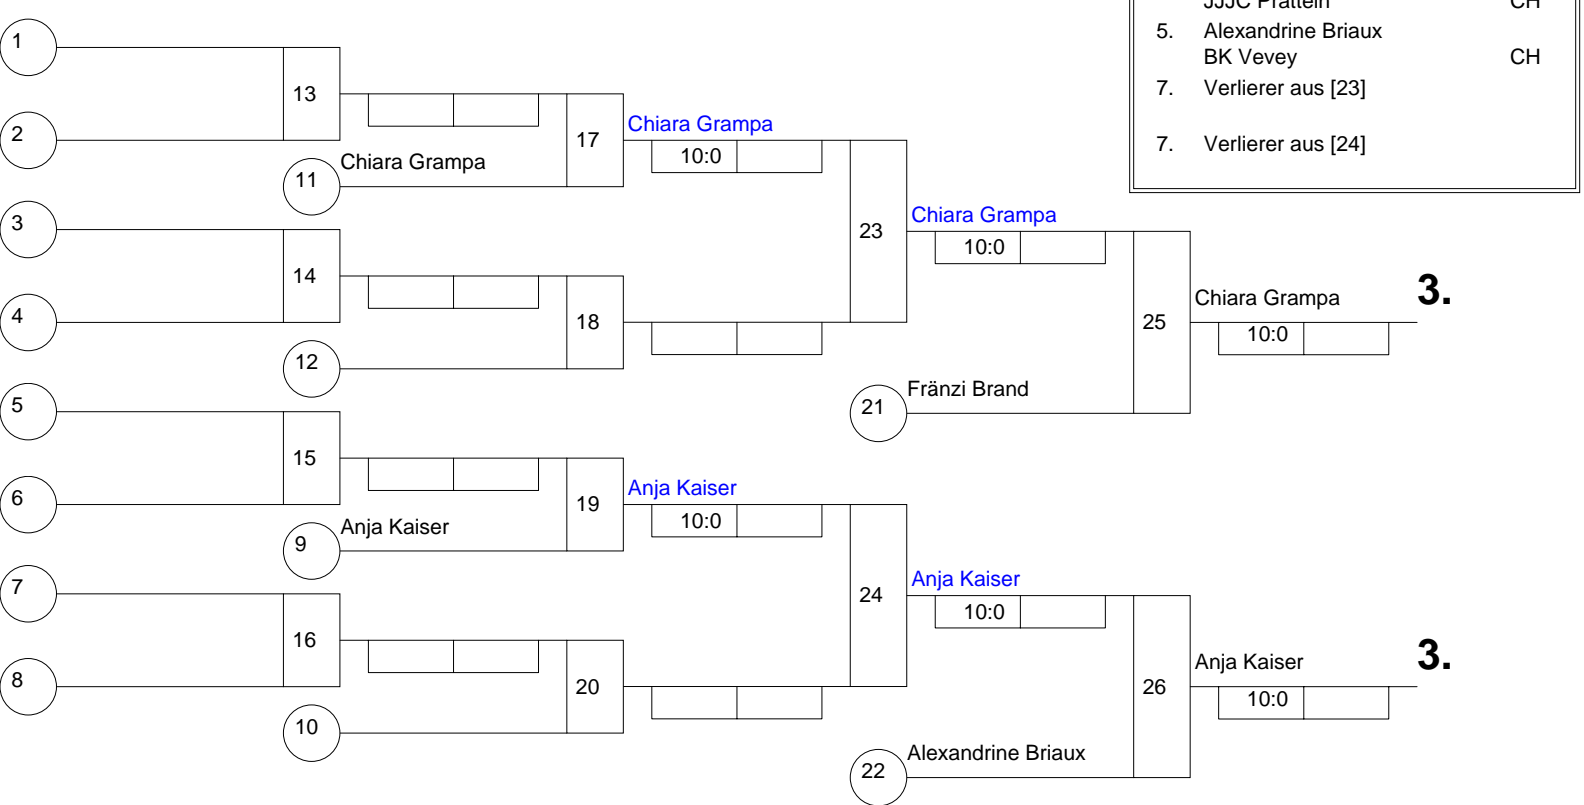 JJJC Pratteln CH
5. Alexandrine Briaux
BK Vevey CH
7. Verlierer aus [23]
7. Verlierer aus [24]
1
13
2
Chiara Grampa
17
10:0
11 Chiara Grampa
3
Chiara Grampa
23
10:0
14
4
18
12
Chiara Grampa 3.
25
10:0
5
21 Fränzi Brand
15
6
Anja Kaiser
19
10:0
9 Anja Kaiser
7
Anja Kaiser
24
10:0
16
8
20
10
Anja Kaiser 3.
26
10:0
22 Alexandrine Briaux